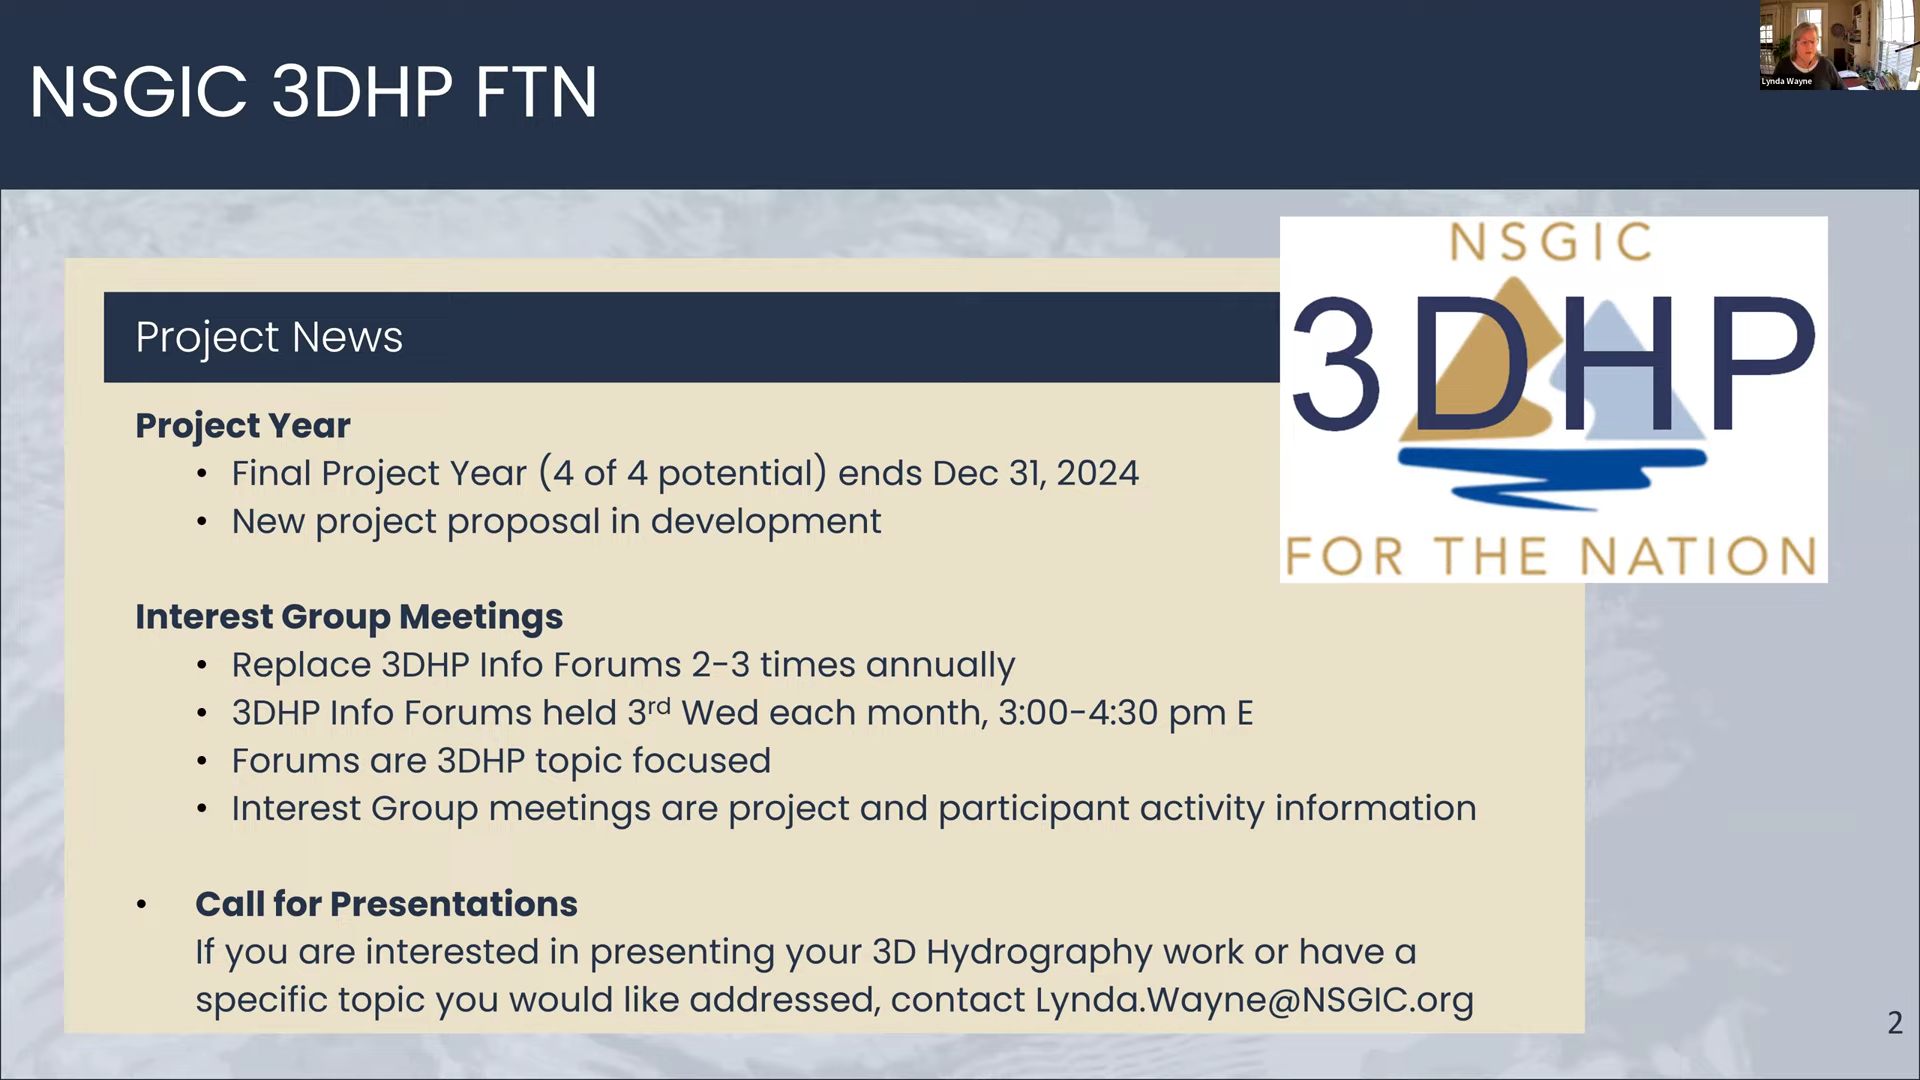 NSGIC 3DHP FTN
Lynda Wayne
NSGIC
3DHP
FOR THE NATION
Project News
Project Year
• Final Project Year (4 of 4 potential) ends Dec 31, 2024
• New project proposal in development
Interest Group Meetings
• Replace 3DHP Info Forums 2-3 times annually
• 3DHP Info Forums held 3rd Wed each month, 3:00-4:30 pm E
• Forums are 3DHP topic focused
• Interest Group meetings are project and participant activity information
• Call for Presentations
If you are interested in presenting your 3D Hydrography work or have a
specific topic you would like addressed, contact Lynda.Wayne@NSGIC.org
2